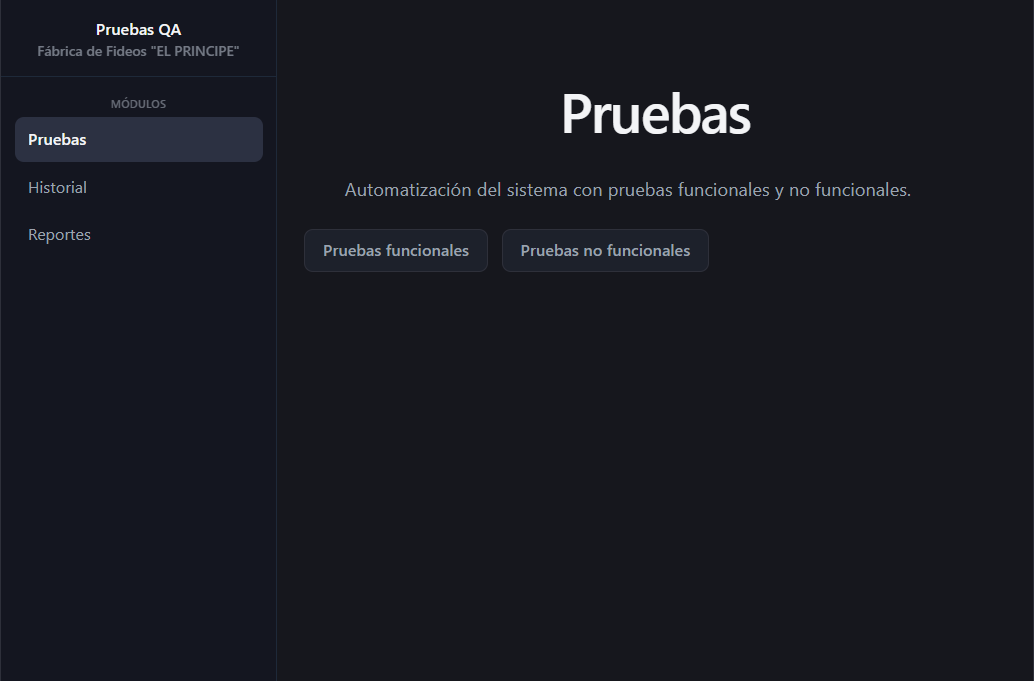 Pruebas QA
Fábrica de Fideos "EL PRINCIPE"
MÓDULOS
Pruebas
Historial
Reportes
Pruebas
Automatización del sistema con pruebas funcionales y no funcionales.
Pruebas funcionales
Pruebas no funcionales